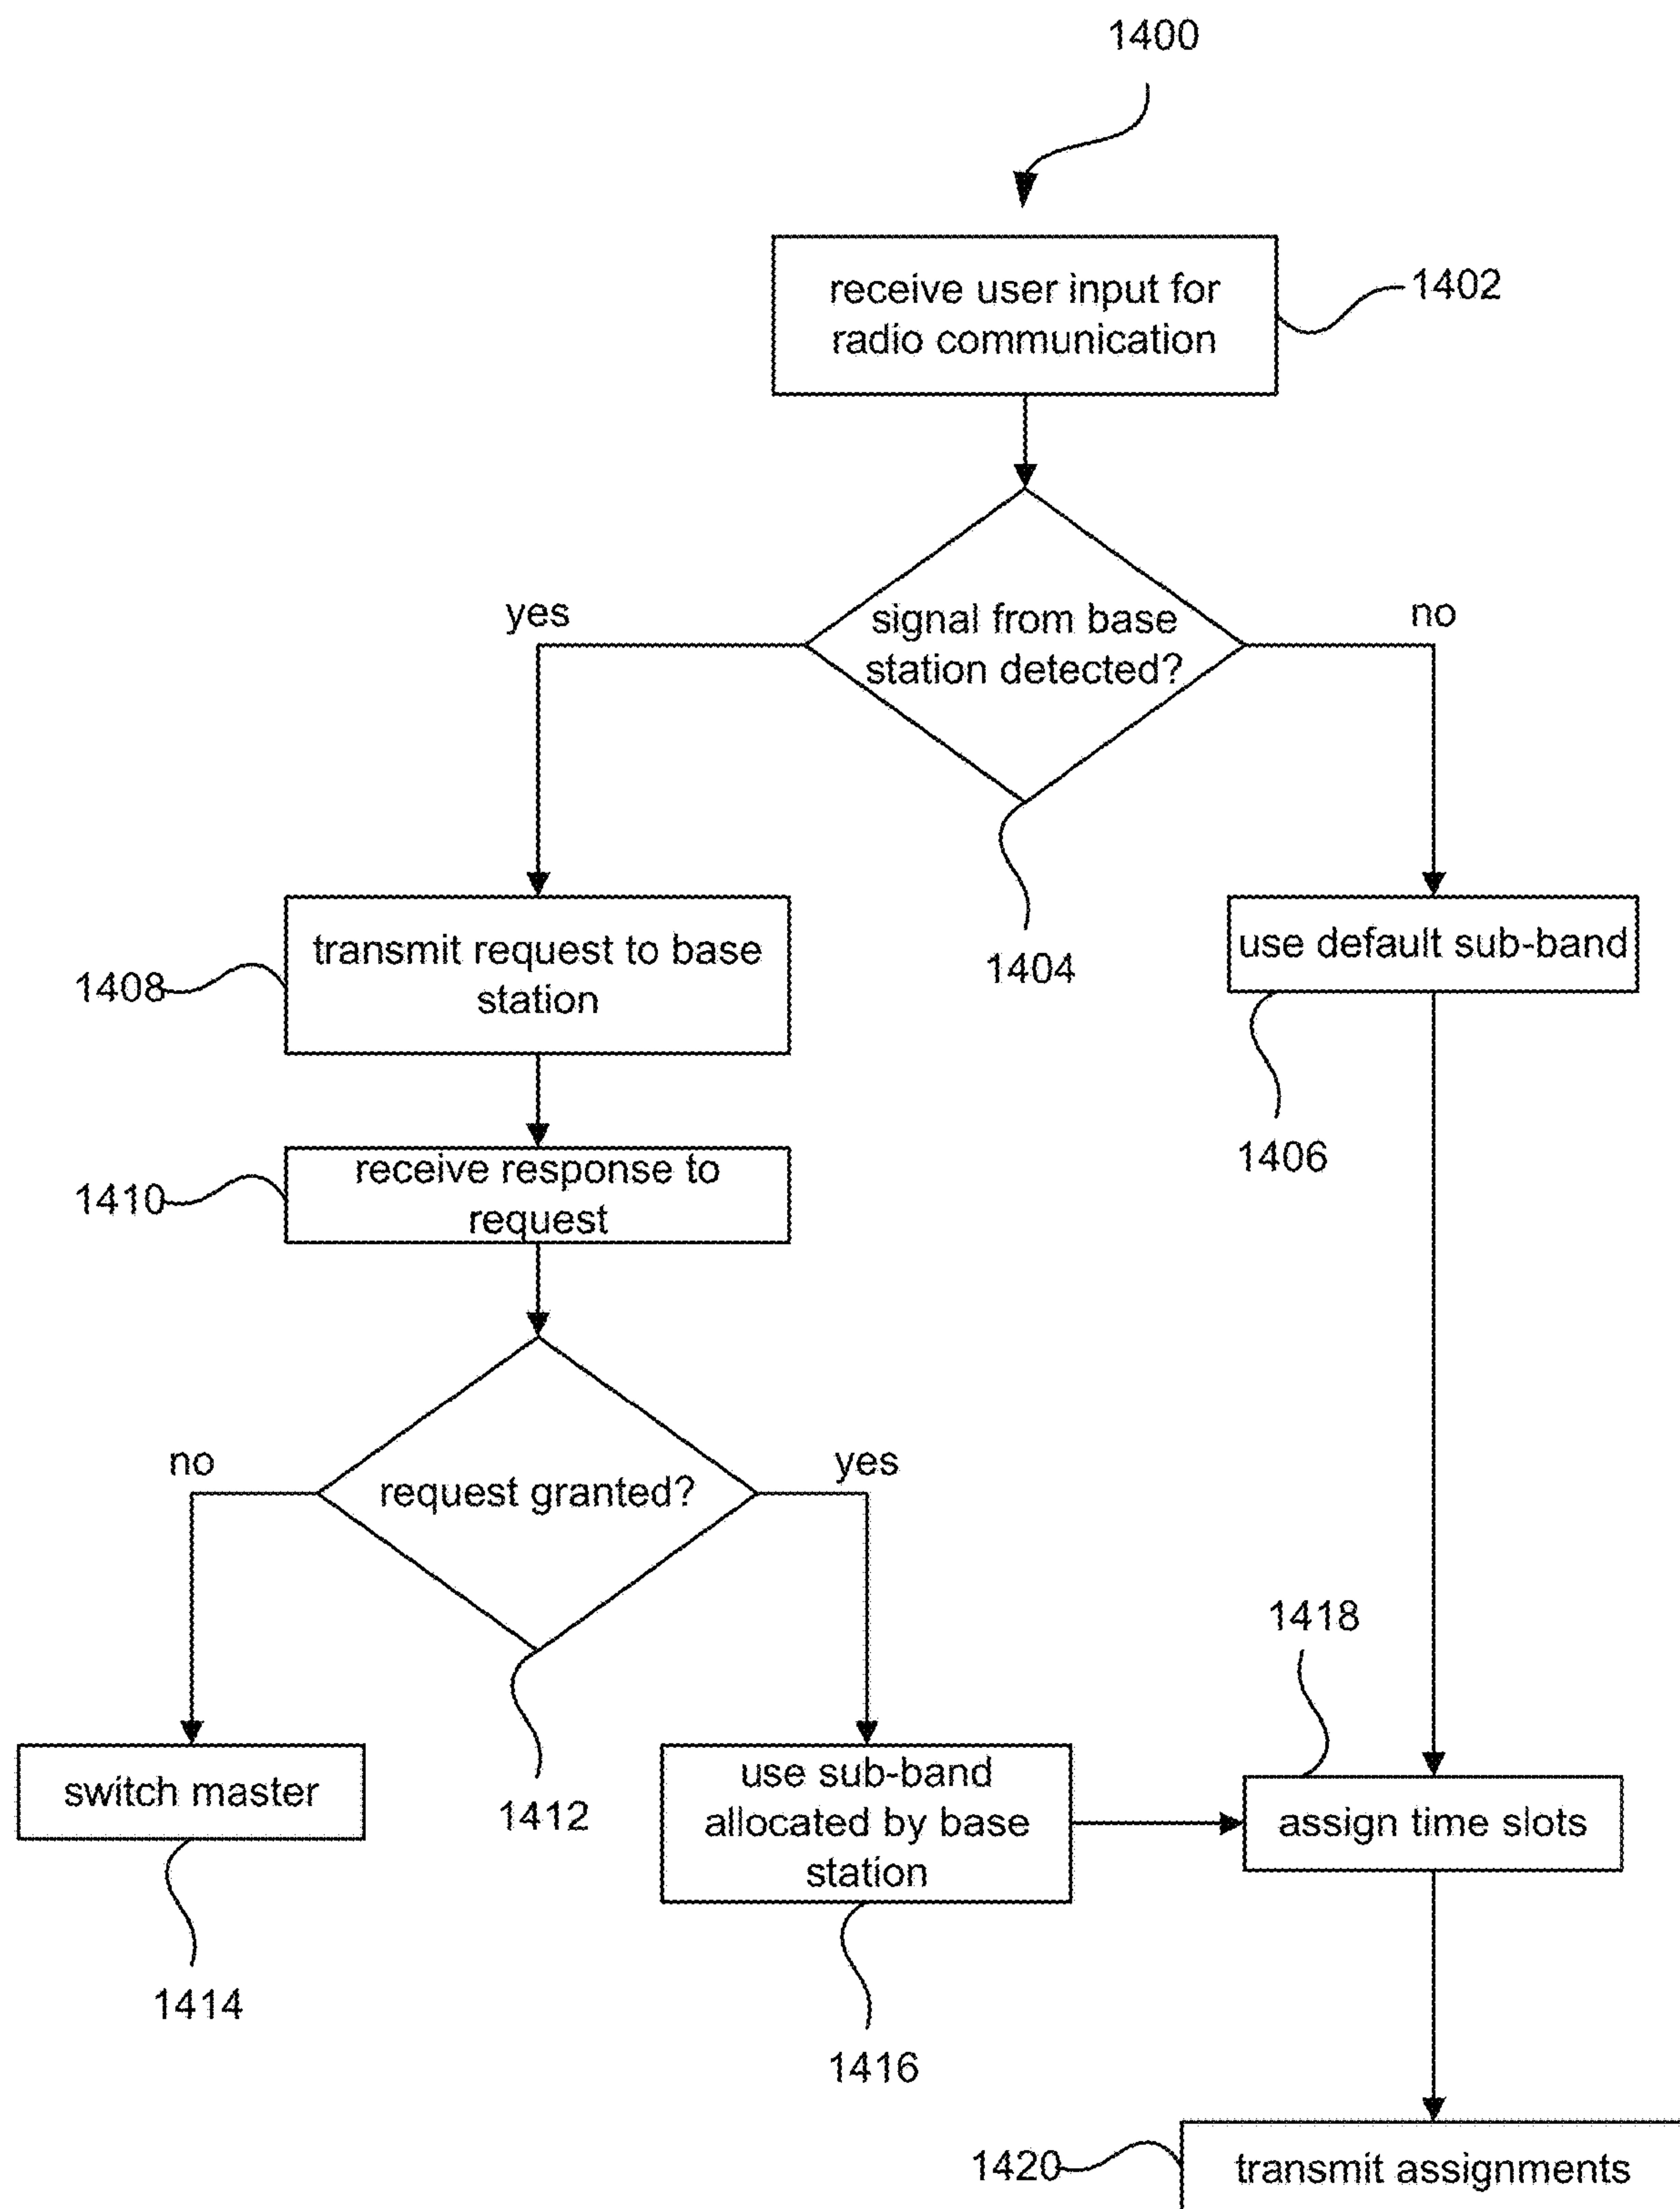 1400
receive user input for
radio communication
1402
yes
signal from base
station detected?
no
1404
transmit request to base
station
1408
use default sub-band
1406
receive response to
request
1410
no
request granted?
yes
1412
1418
switch master
1414
use sub-band
allocated by base
station
1416
assign time slots
1420
transmit assignments